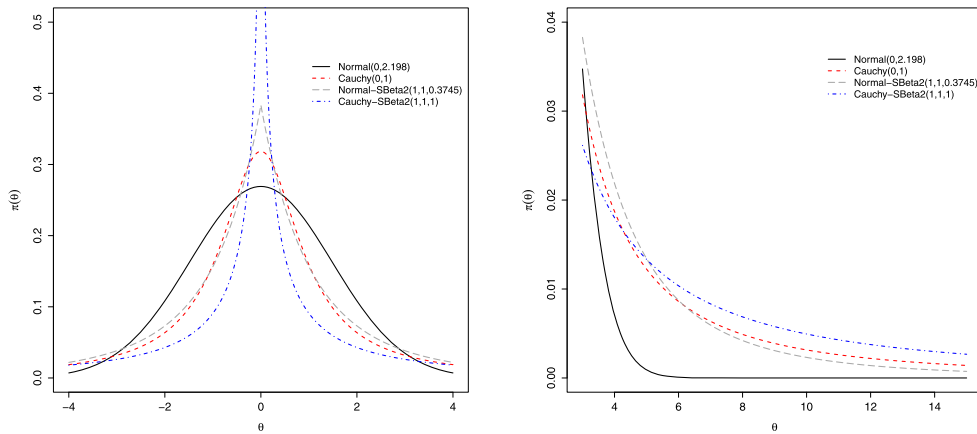 0.5
0.4
0.3
0.2
0.1
0.0
π(θ)
−4
−2
0
2
4
θ
Normal(0,2.198)
Cauchy(0,1)
Normal−SBeta2(1,1,0.3745)
Cauchy−SBeta2(1,1,1)
0.04
0.03
0.02
0.01
0.00
π(θ)
4
6
8
10
12
14
θ
Normal(0,2.198)
Cauchy(0,1)
Normal−SBeta2(1,1,0.3745)
Cauchy−SBeta2(1,1,1)